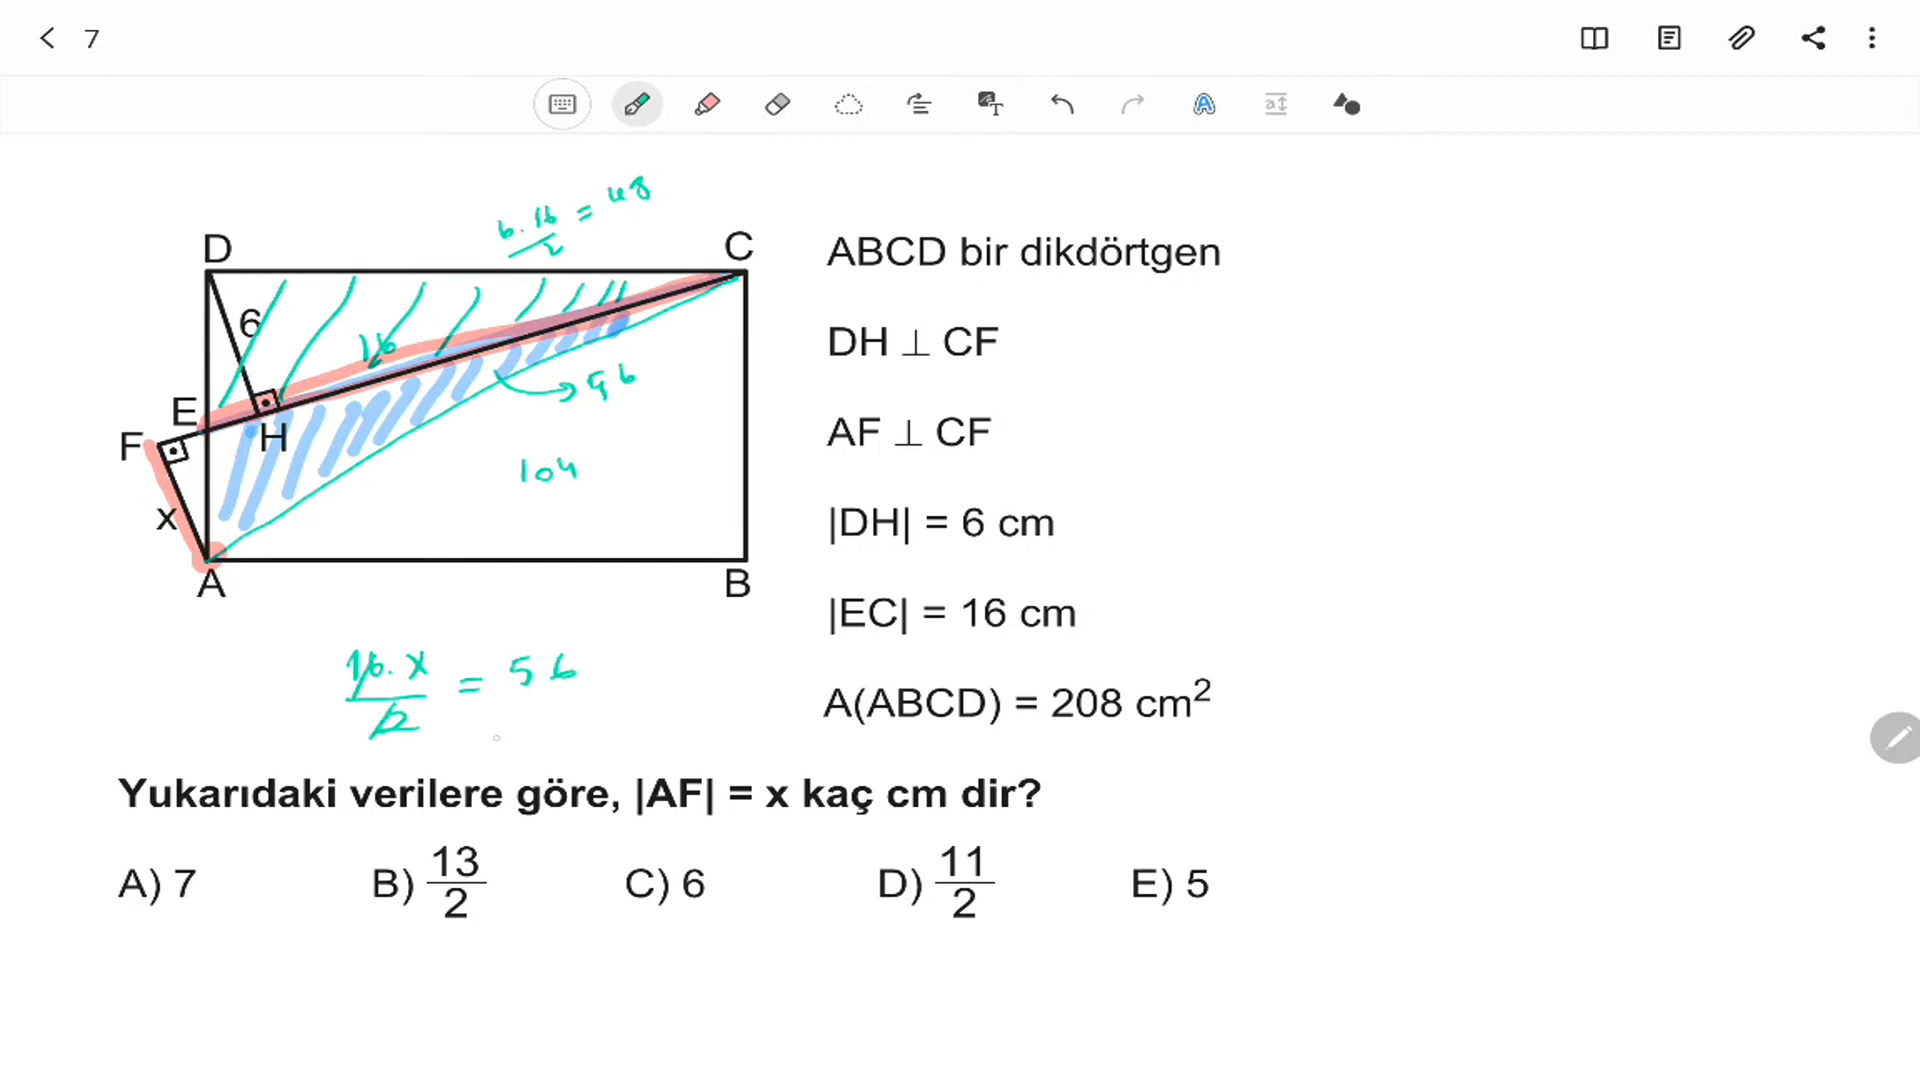 7
6 . 16 = 48
2
D
C
6
16
E
H
F
56
104
x
A
B
ABCD bir dikdörtgen
DH ⊥ CF
AF ⊥ CF
|DH| = 6 cm
|EC| = 16 cm
A(ABCD) = 208 cm²
16. x = 56
2
Yukarıdaki verilere göre, |AF| = x kaç cm dir?
A) 7 B) 13/2 C) 6 D) 11/2 E) 5